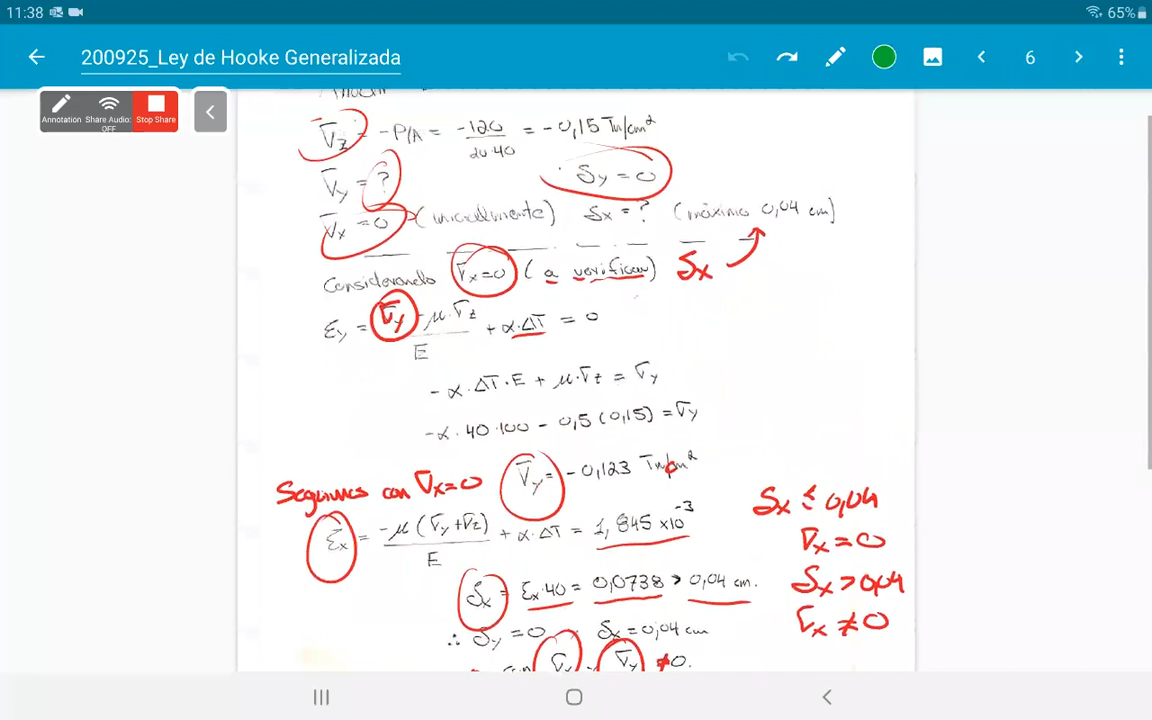 11:38
65%
200925_Ley de Hooke Generalizada
6
Annotation
Share Audio: OFF
Stop Share
σz = -P/A = -120/20·40 = -0,15 Tn/cm²
σy = ?
δy = 0
σx = 0 (inicialmente) δx = ? (máximo 0,04 cm)
Considerando σx=0 (a verificar) δx
εy = (σy - μ·σz)/E + α·ΔT = 0
-α·ΔT·E + μ·σz = σy
-α·40·100 - 0,5 (0,15) = σy
σy = -0,123 Tn/cm²
Seguimos con σx=0
εx = -μ(σy+σz)/E + α·ΔT = 1,845 x10⁻³
δx = εx·40 = 0,0738 > 0,04 cm.
∴ δy = 0 δx = 0,04 cm
σy ≠0.
δx ≤ 0,04
σx = 0
δx > 0,04
σx ≠ 0